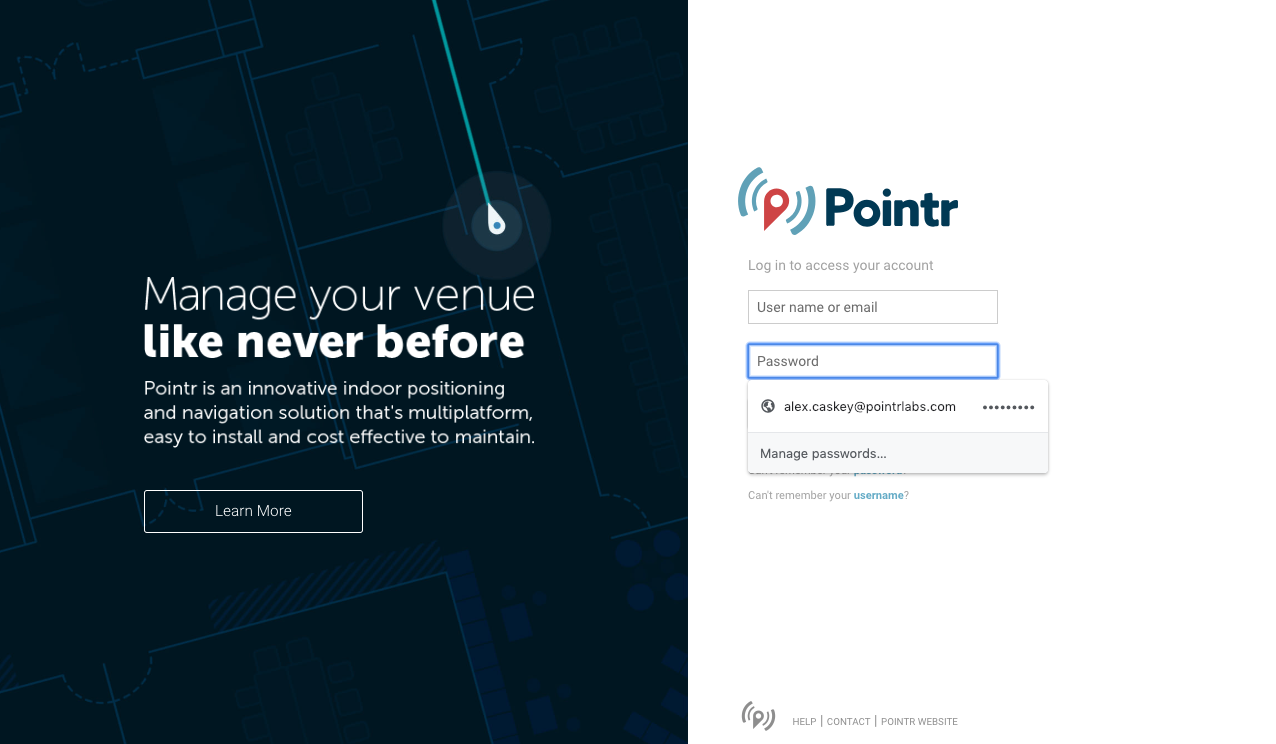 Manage your venue
like never before
Pointr is an innovative indoor positioning
and navigation solution that's multiplatform,
easy to install and cost effective to maintain.
Learn More
Pointr
Log in to access your account
User name or email
Password
alex.caskey@pointrlabs.com •••••••••
Manage passwords...
Can't remember your username?
HELP | CONTACT | POINTR WEBSITE